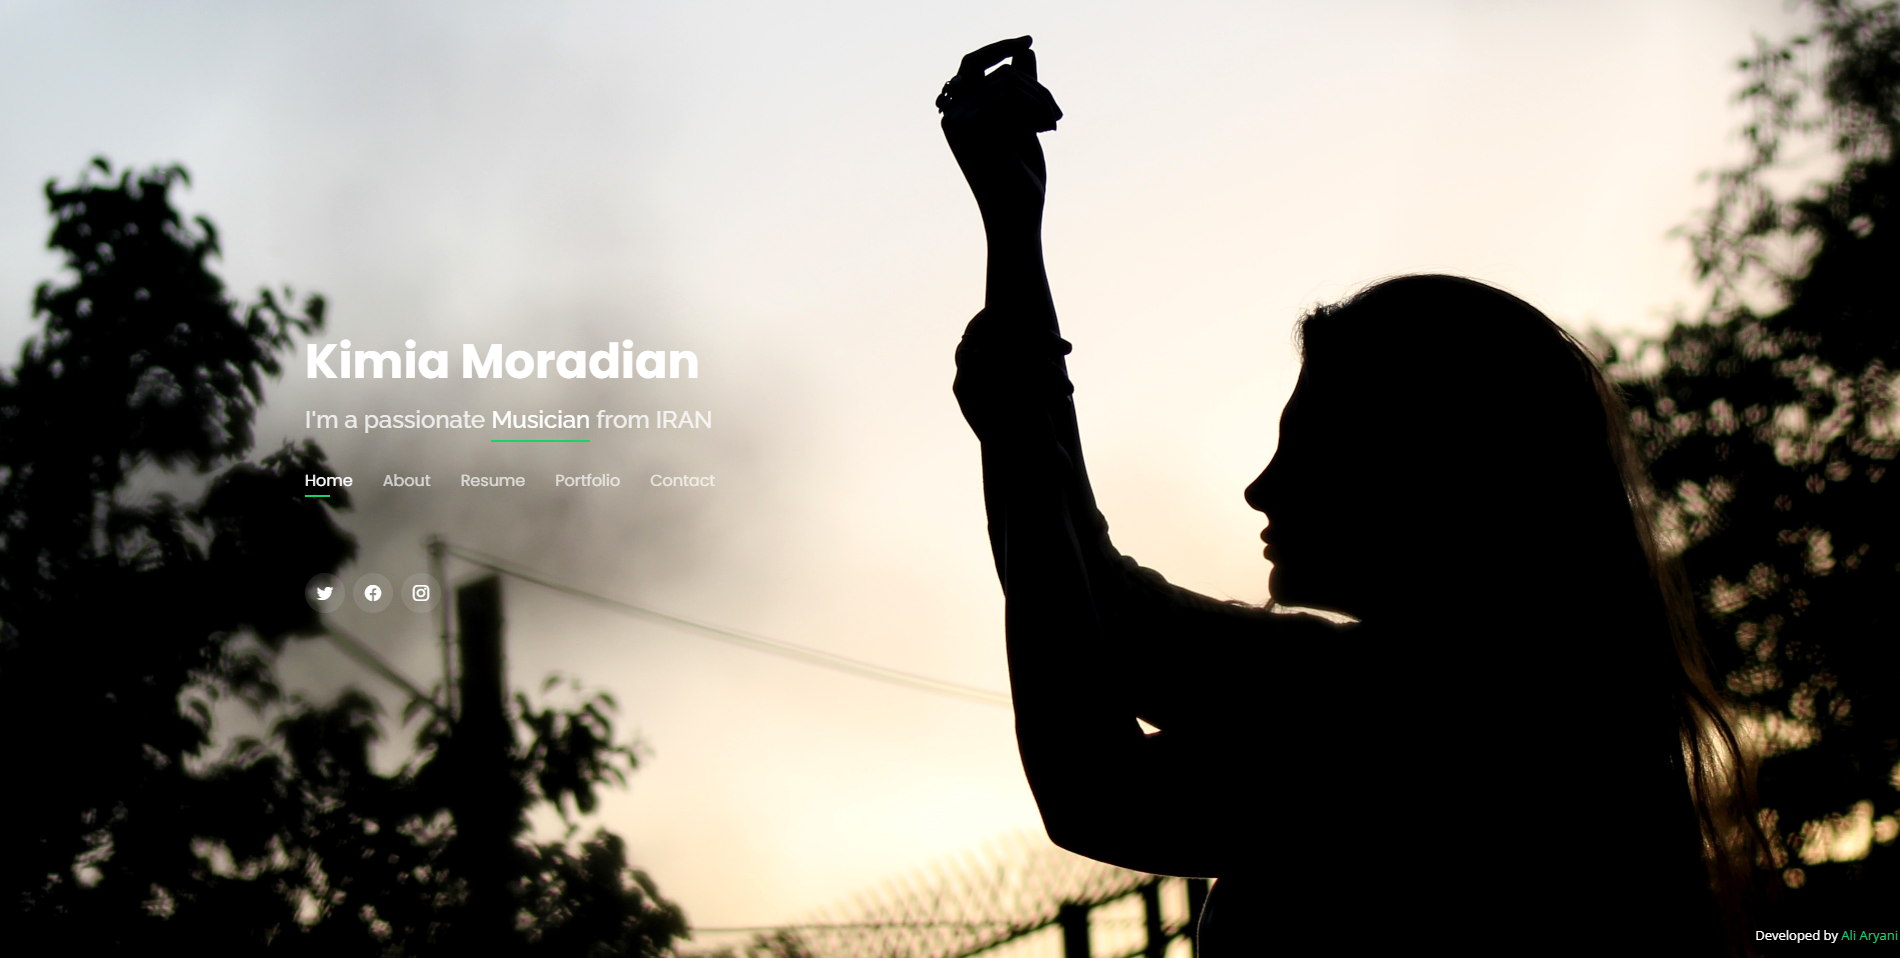 Kimia Moradian
I'm a passionate Musician from IRAN
Home About Resume Portfolio Contact
Developed by Ali Aryani